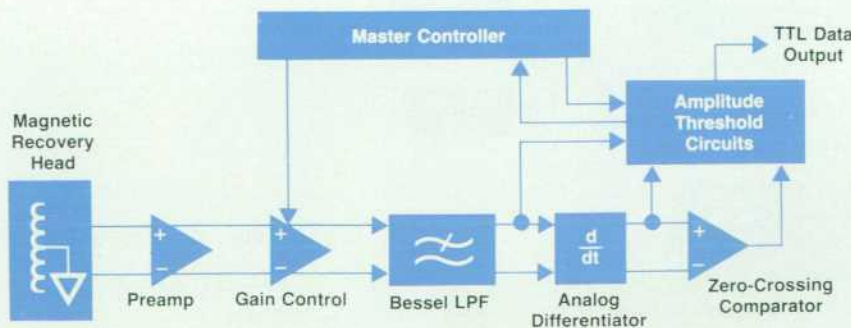 Master Controller
TTL Data
Output
Amplitude
Threshold
Circuits
Magnetic
Recovery
Head
+
−
+
−
d
dt
+
−
Preamp
Gain Control
Bessel LPF
Analog
Differentiator
Zero-Crossing
Comparator